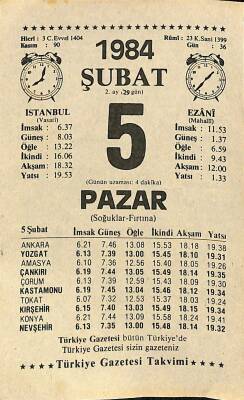 Hicrî : 3 C.Evvel 1404
Kasım : 90
Rûmî : 23 K.Sani 1399
Gün : 36
1984
ŞUBAT
2. ay (29 gün)
İSTANBUL
(Vasatî)
İmsak : 6.37
Güneş : 8.03
Öğle : 13.22
İkindi : 16.06
Akşam : 18.32
Yatsı : 19.53
5
EZÂNÎ
(Mahallî)
İmsak : 11.53
Güneş : 1.37
Öğle : 6.59
İkindi : 9.43
Akşam : 12.00
Yatsı : 1.33
(Günün uzaması: 4 dakika)
PAZAR
(Soğuklar-Fırtına)
5 Şubat İmsak Güneş Öğle İkindi Akşam Yatsı
ANKARA 6.21 7.46 13.08 15.53 18.18 19.38
YOZGAT 6.13 7.39 13.00 15.45 18.10 19.31
AMASYA 6.10 7.36 12.56 15.40 18.05 19.26
ÇANKIRI 6.19 7.44 13.05 15.49 18.14 19.35
ÇORUM 6.13 7.39 12.59 15.43 18.09 19.30
KASTAMONU 6.19 7.45 13.04 15.46 18.12 19.34
TOKAT 6.07 7.32 12.53 15.37 18.03 19.24
KIRŞEHİR 6.15 7.40 13.03 15.49 18.15 19.34
KONYA 6.21 7.44 13.09 15.58 18.24 19.41
NEVŞEHİR 6.13 7.35 13.00 15.48 18.14 19.32
Türkiye Gazetesi bütün Türkiye'de
Türkiye Gazetesi sizin gazeteniz
★★★★ Türkiye Gazetesi Takvimi ★★★★